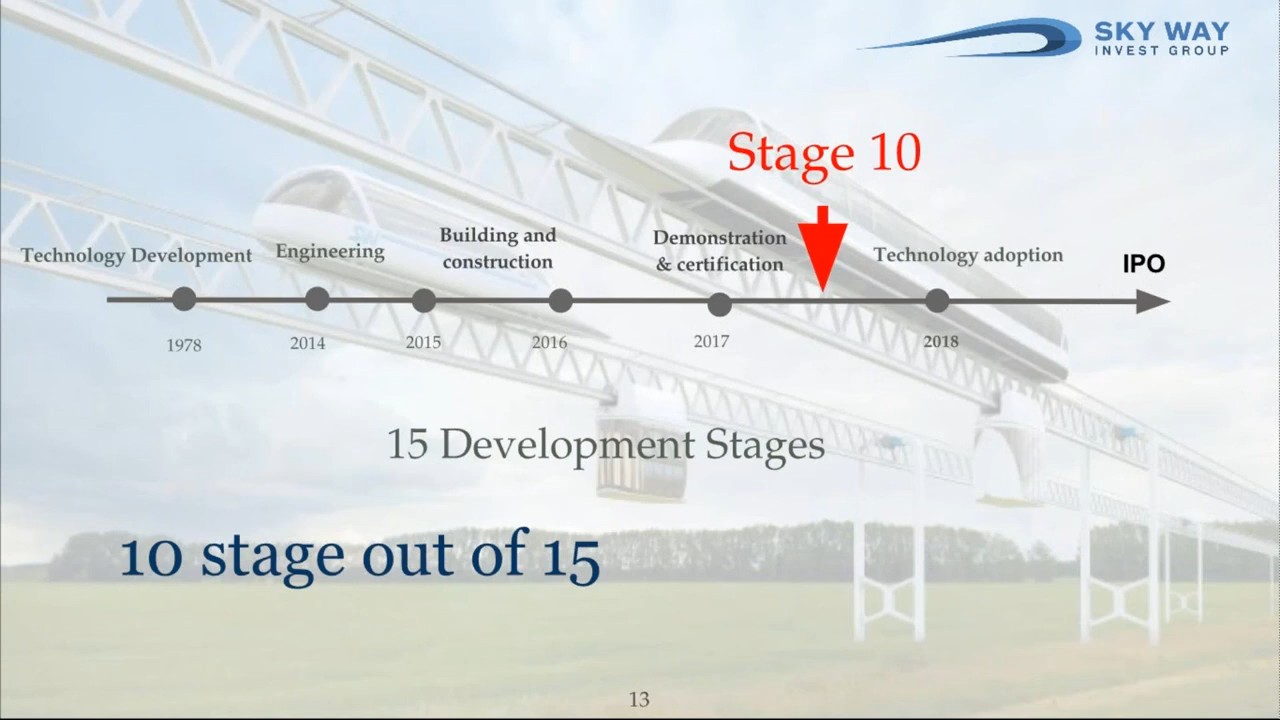 SKY WAY
INVEST GROUP
Stage 10
Technology Development
Engineering
Building and
construction
Demonstration
& certification
Technology adoption
IPO
1978
2014
2015
2016
2017
2018
15 Development Stages
10 stage out of 15
13